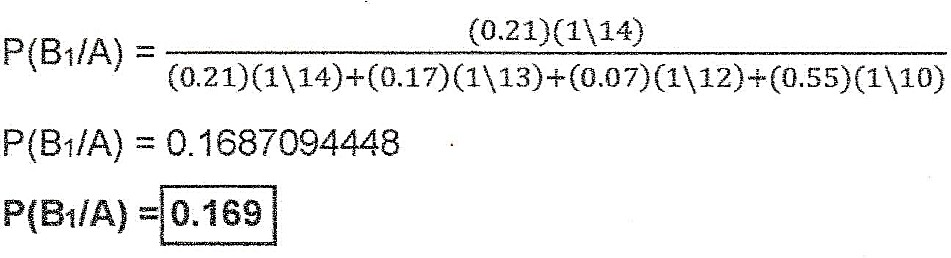 P(B₁/A) = (0.21)(1\14) / (0.21)(1\14)+(0.17)(1\13)+(0.07)(1\12)+(0.55)(1\10)
P(B₁/A) = 0.1687094448
P(B₁/A) = 0.169